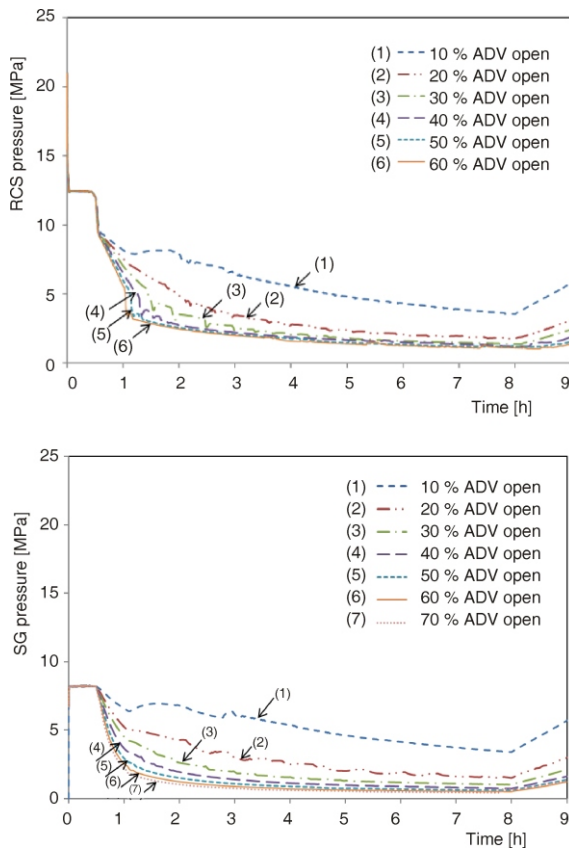 RCS pressure [MPa]
25
20
15
10
5
0
(1) 10 % ADV open
(2) 20 % ADV open
(3) 30 % ADV open
(4) 40 % ADV open
(5) 50 % ADV open
(6) 60 % ADV open
(1)
(2)
(3)
(4)
(5)
(6)
0 1 2 3 4 5 6 7 8 9
Time [h]
SG pressure [MPa]
25
20
15
10
5
0
(1) 10 % ADV open
(2) 20 % ADV open
(3) 30 % ADV open
(4) 40 % ADV open
(5) 50 % ADV open
(6) 60 % ADV open
(7) 70 % ADV open
(1)
(2)
(3)
(4)
(5)
(6)
(7)
0 1 2 3 4 5 6 7 8 9
Time [h]